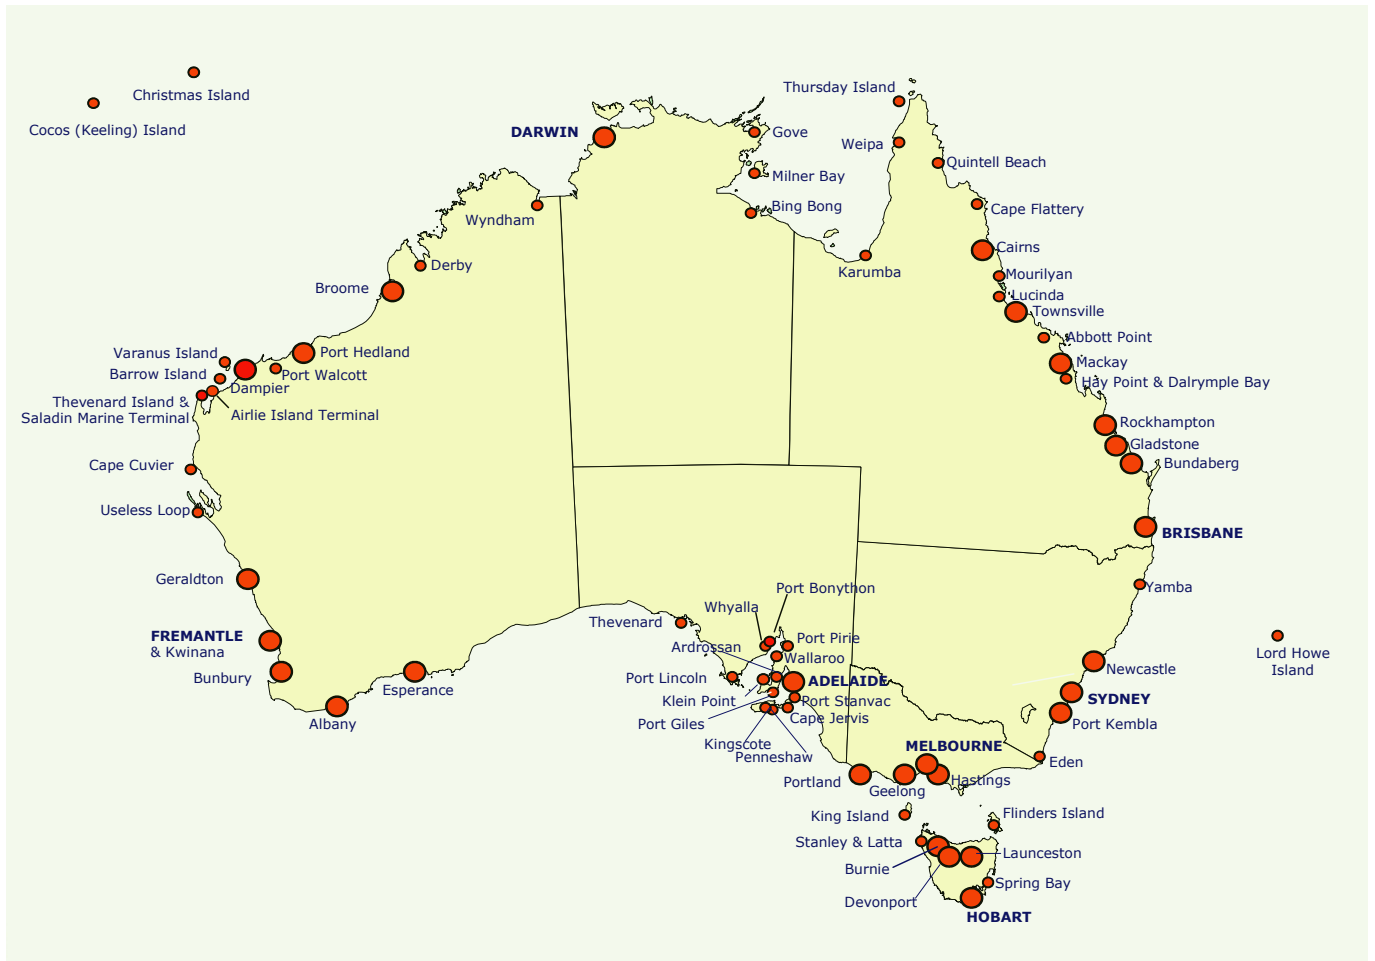 Christmas Island
Cocos (Keeling) Island
Thursday Island
DARWIN
Gove
Weipa
Quintell Beach
Milner Bay
Bing Bong
Cape Flattery
Wyndham
Cairns
Derby
Karumba
Mourilyan
Broome
Lucinda
Townsville
Abbott Point
Varanus Island
Port Hedland
Mackay
Barrow Island
Port Walcott
Hay Point & Dalrymple Bay
Dampier
Thevenard Island &
Saladin Marine Terminal
Airlie Island Terminal
Rockhampton
Gladstone
Cape Cuvier
Bundaberg
Useless Loop
BRISBANE
Geraldton
Port Bonython
Yamba
Whyalla
Thevenard
FREMANTLE
& Kwinana
Port Pirie
Ardrossan
Wallaroo
Lord Howe
Island
Bunbury
Port Lincoln
ADELAIDE
Newcastle
Esperance
Klein Point
Port Stanvac
SYDNEY
Albany
Port Giles
Cape Jervis
Port Kembla
Kingscote
Penneshaw
MELBOURNE
Eden
Portland
Geelong
Hastings
King Island
Flinders Island
Stanley & Latta
Launceston
Burnie
Spring Bay
Devonport
HOBART